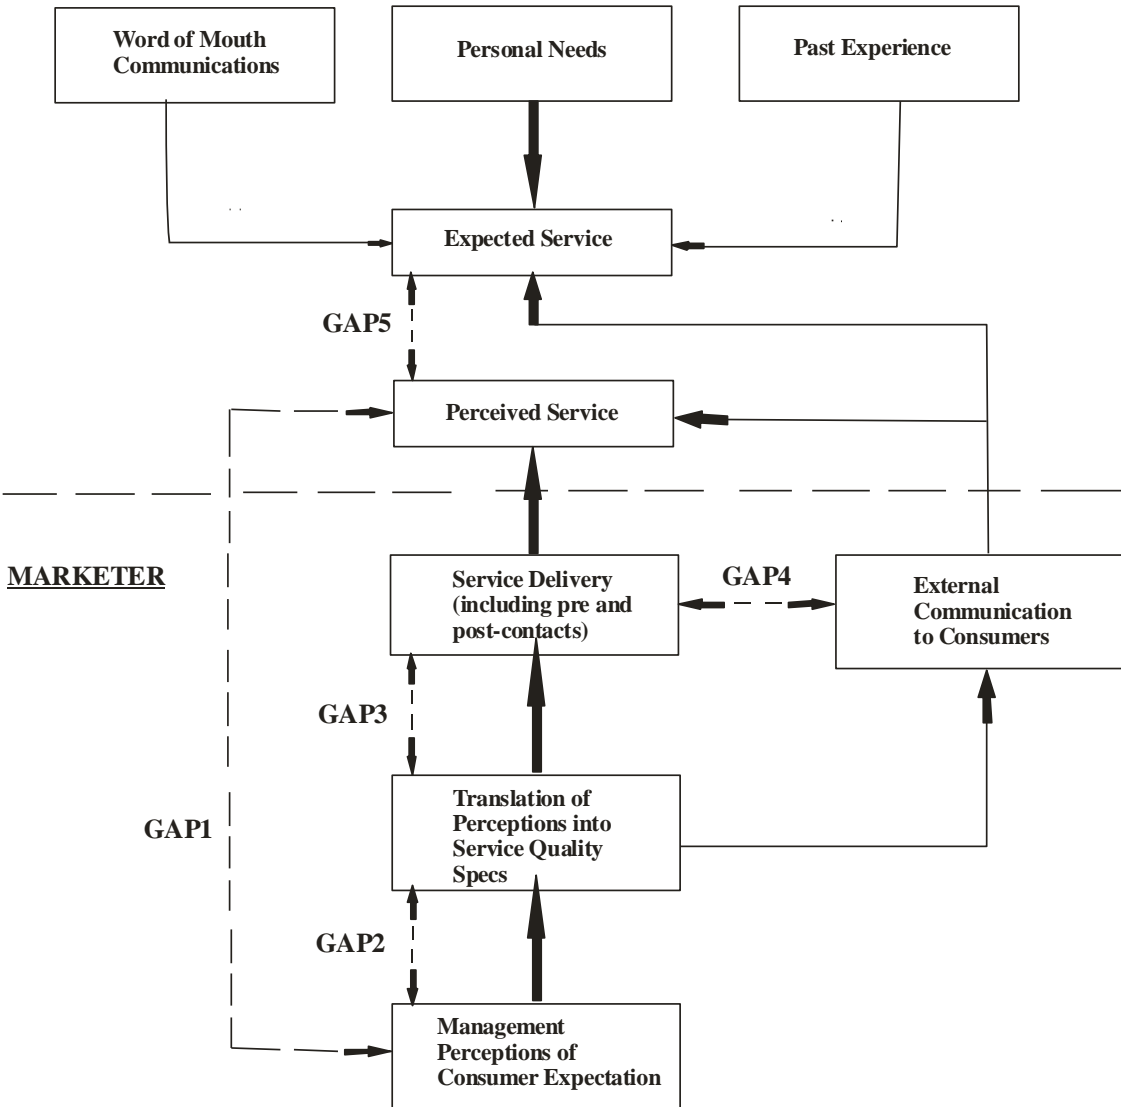 Word of Mouth
Communications
Personal Needs
Past Experience
Expected Service
GAP5
Perceived Service
MARKETER
Service Delivery
(including pre and
post-contacts)
GAP4
External
Communication
to Consumers
GAP3
Translation of
Perceptions into
Service Quality
Specs
GAP1
GAP2
Management
Perceptions of
Consumer Expectation